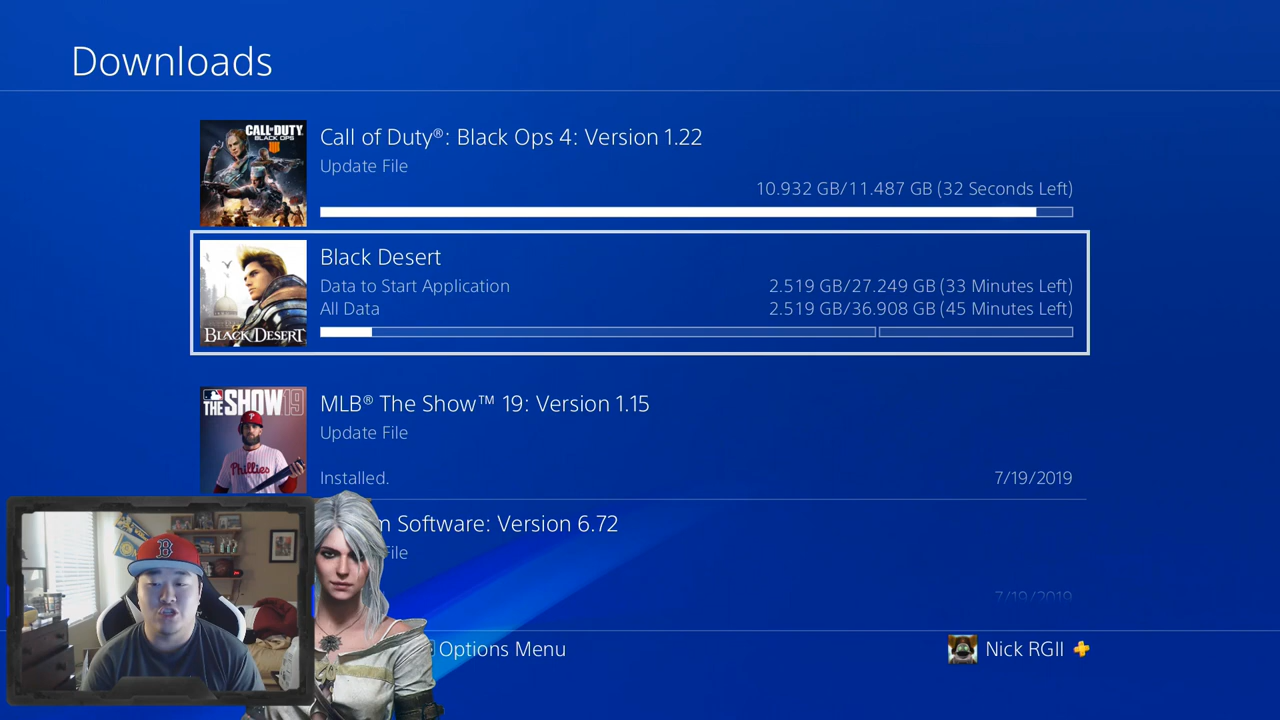 Downloads
CALL OF DUTY
BLACK OPS
IIII
Call of Duty®: Black Ops 4: Version 1.22
Update File
10.932 GB/11.487 GB (32 Seconds Left)
Black Desert
Data to Start Application 2.519 GB/27.249 GB (33 Minutes Left)
All Data 2.519 GB/36.908 GB (45 Minutes Left)
BLACK DESERT
THE SHOW 19
Phillies
MLB® The Show™ 19: Version 1.15
Update File
Installed. 7/19/2019
m Software: Version 6.72
File
7/19/2019
B
Options Menu
Nick RGII